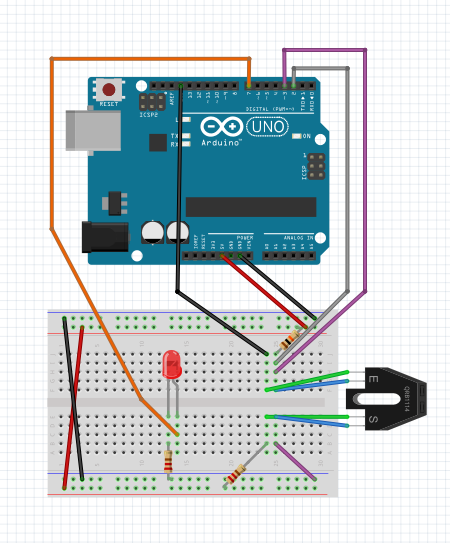 RESET
ICSP2
AREF
GND
13
12
~11
~10
~9
8
7
~6
~5
4
~3
2
TX►1
RX◄0
DIGITAL (PWM~)
L
TX
RX
UNO
Arduino™
ON
ICSP
1
IOREF
RESET
3V3
5V
GND
GND
VIN
POWER
ANALOG IN
A0
A1
A2
A3
A4
A5
E
S
QRB1114